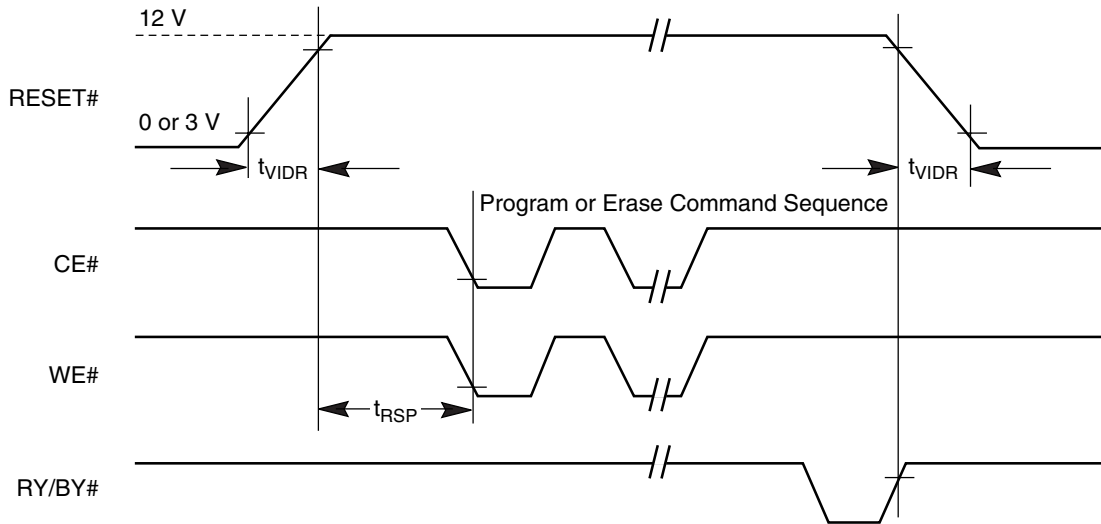 12 V
RESET#
0 or 3 V
tVIDR
tVIDR
Program or Erase Command Sequence
CE#
WE#
tRSP
RY/BY#